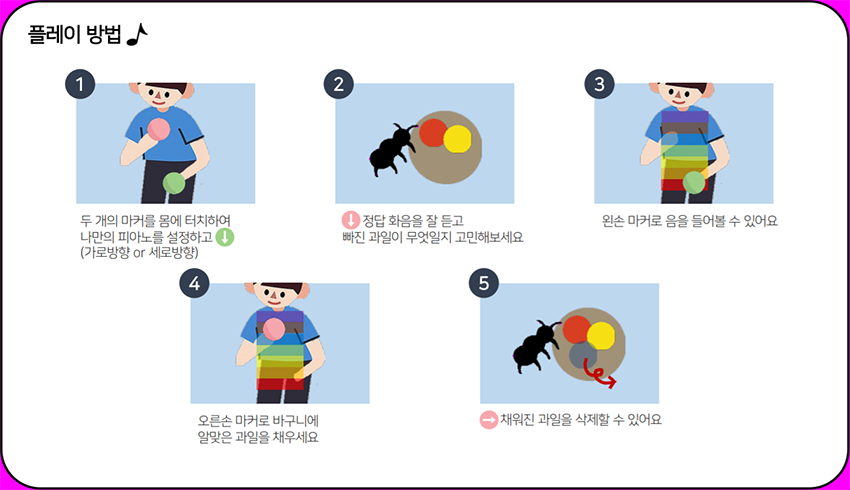 플레이 방법
1
두 개의 마커를 몸에 터치하여
나만의 피아노를 설정하고
(가로방향 or 세로방향)
2
정답 화음을 잘 듣고
빠진 과일이 무엇일지 고민해보세요
3
왼손 마커로 음을 들어볼 수 있어요
4
오른손 마커로 바구니에
알맞은 과일을 채우세요
5
채워진 과일을 삭제할 수 있어요